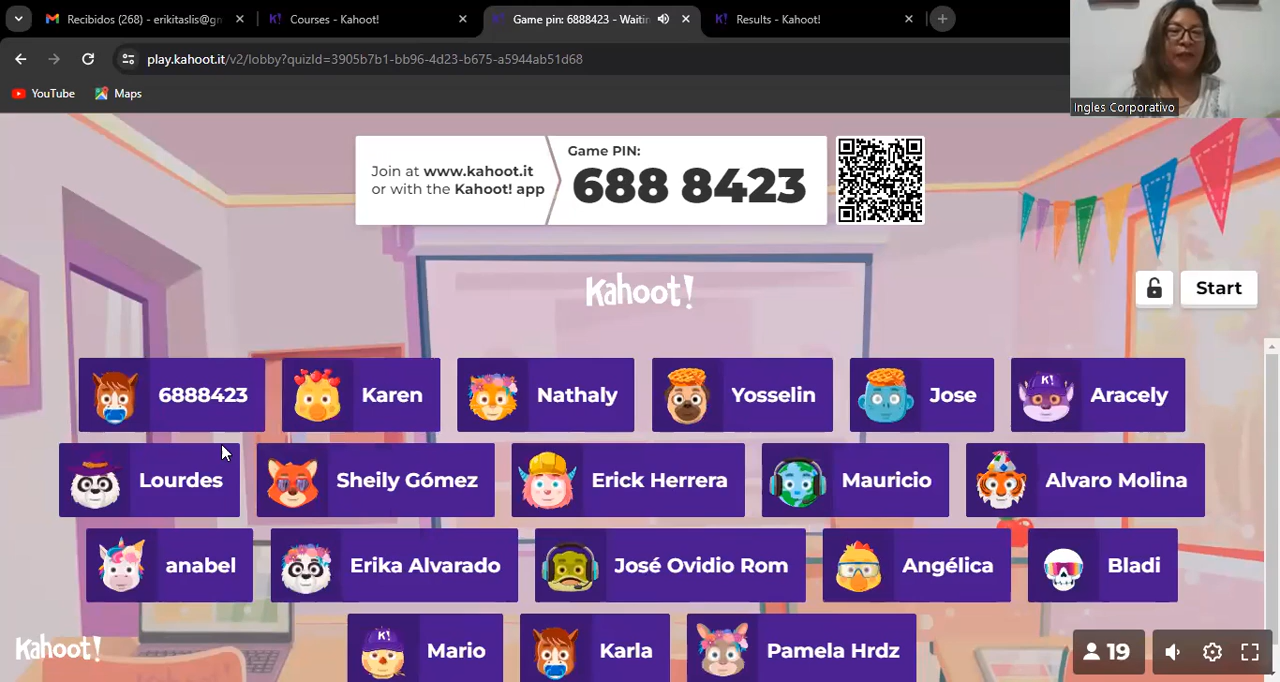 Recibidos (268) - erikitaslis@gm
Courses - Kahoot!
Game pin: 6888423 - Waitin
Results - Kahoot!
play.kahoot.it/v2/lobby?quizId=3905b7b1-bb96-4d23-b675-a5944ab51d68
YouTube
Maps
Ingles Corporativo
Join at www.kahoot.it
or with the Kahoot! app
Game PIN:
688 8423
Kahoot!
Start
6888423
Karen
Nathaly
Yosselin
Jose
K!
Aracely
Lourdes
Sheily Gómez
Erick Herrera
Mauricio
Alvaro Molina
anabel
Erika Alvarado
José Ovidio Rom
Angélica
Bladi
K!
Mario
Karla
Pamela Hrdz
Kahoot!
19